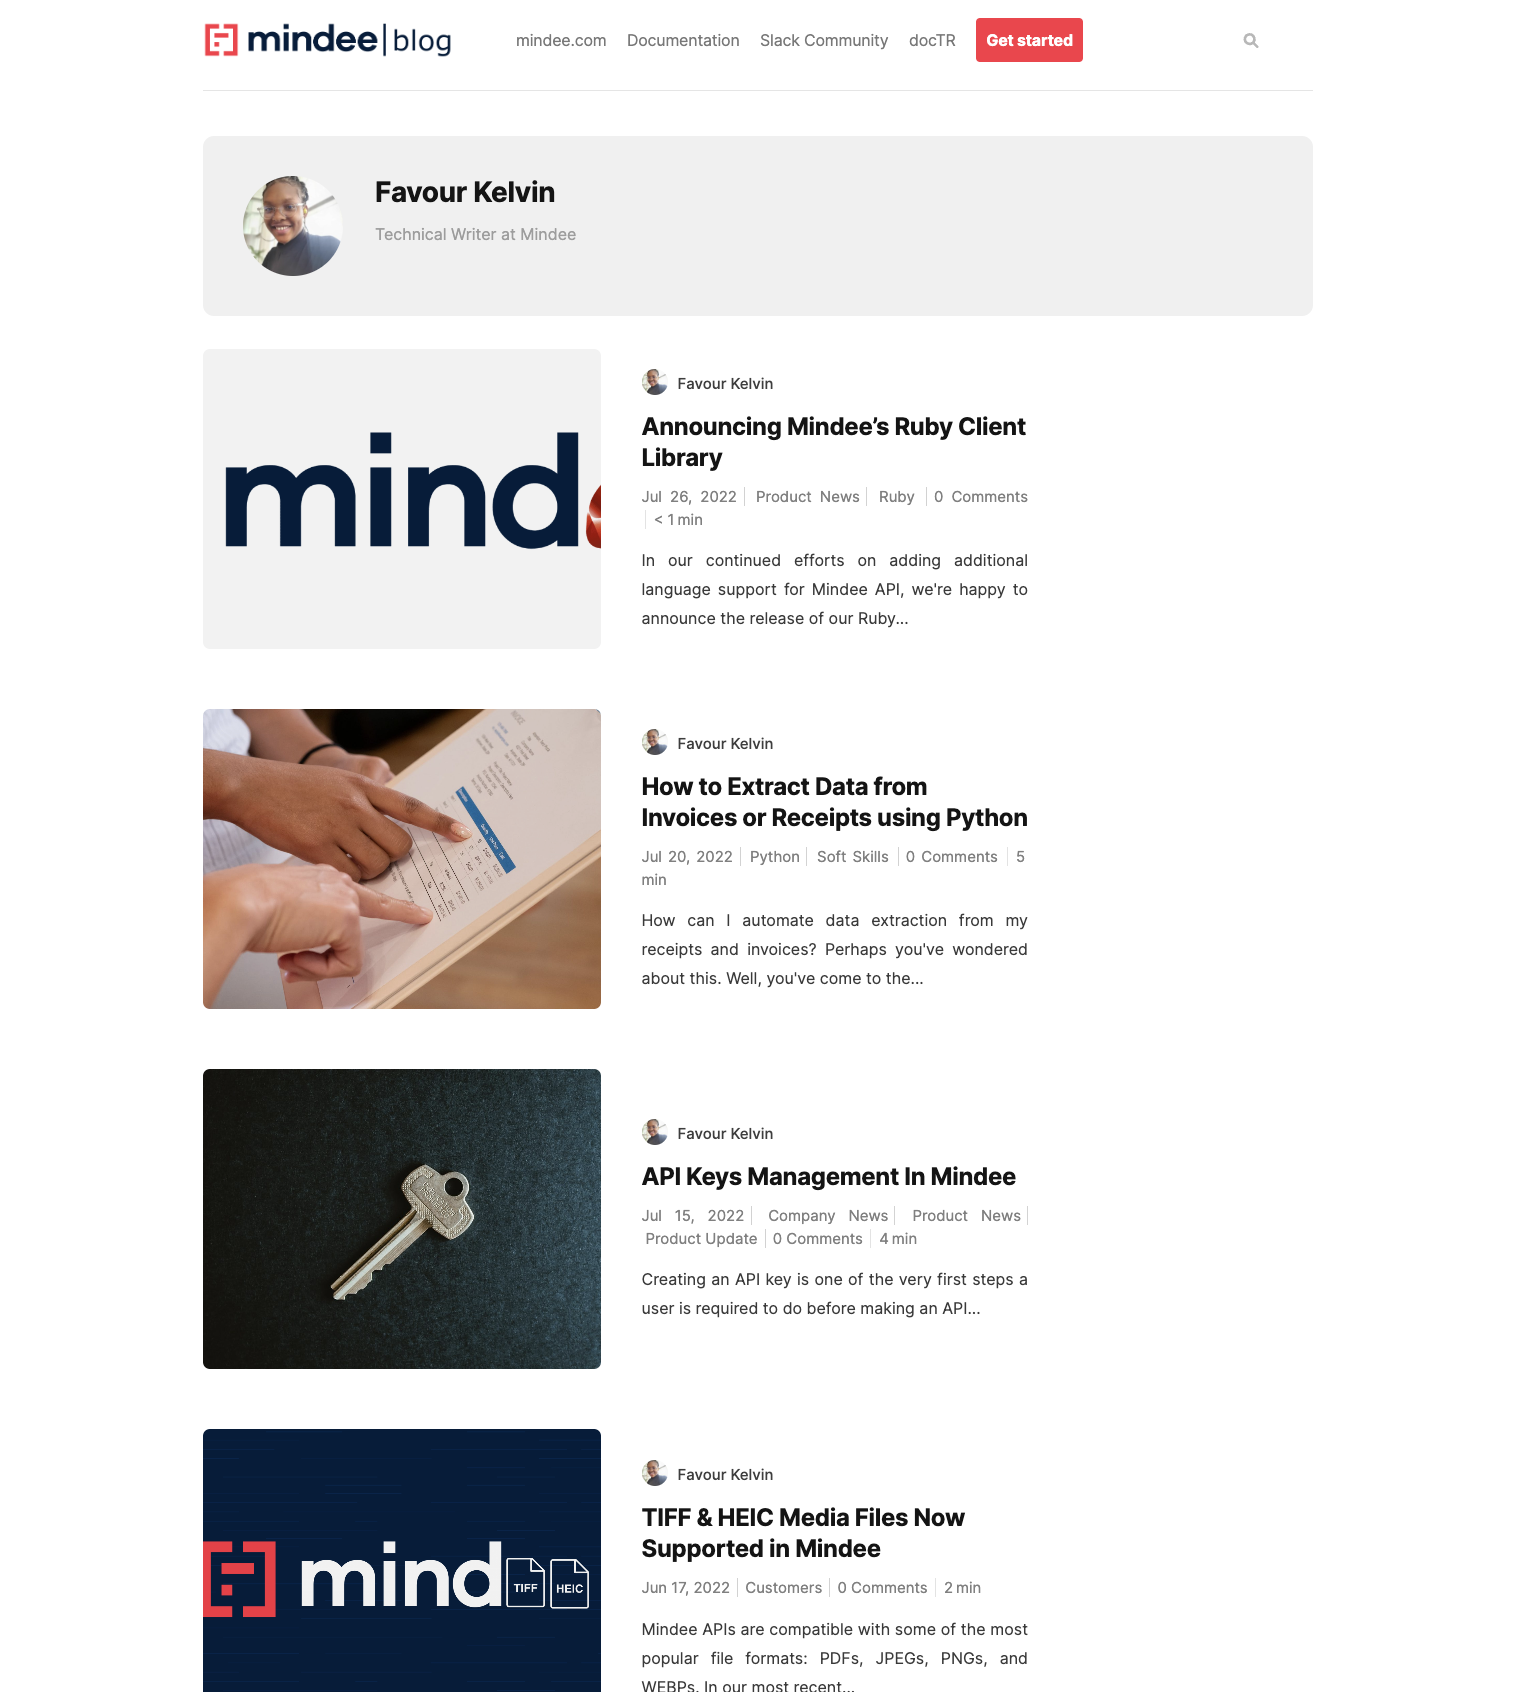 mindee|blog
mindee.com Documentation Slack Community docTR Get started
Favour Kelvin
Technical Writer at Mindee
mind
Favour Kelvin
Announcing Mindee’s Ruby Client
Library
Jul 26, 2022 Product News Ruby 0 Comments
< 1 min
In our continued efforts on adding additional
language support for Mindee API, we're happy to
announce the release of our Ruby...
Favour Kelvin
How to Extract Data from
Invoices or Receipts using Python
Jul 20, 2022 Python Soft Skills 0 Comments 5
min
How can I automate data extraction from my
receipts and invoices? Perhaps you've wondered
about this. Well, you've come to the...
Favour Kelvin
API Keys Management In Mindee
Jul 15, 2022 Company News Product News
Product Update 0 Comments 4 min
Creating an API key is one of the very first steps a
user is required to do before making an API...
mind TIFF HEIC
Favour Kelvin
TIFF & HEIC Media Files Now
Supported in Mindee
Jun 17, 2022 Customers 0 Comments 2 min
Mindee APIs are compatible with some of the most
popular file formats: PDFs, JPEGs, PNGs, and
WEBPs. In our most recent...